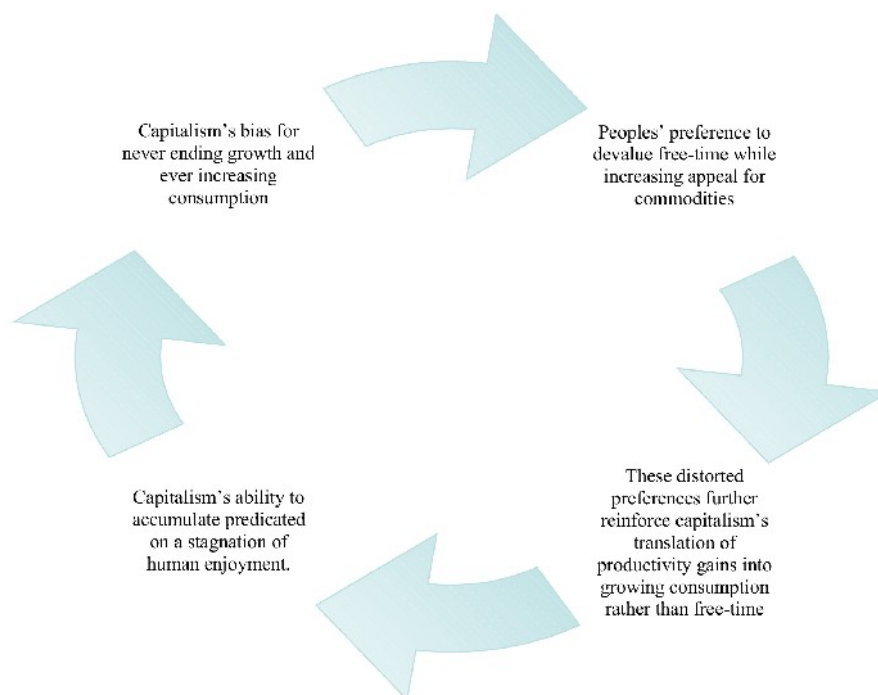 Capitalism's bias for
never ending growth and
ever increasing
consumption
Peoples' preference to
devalue free-time while
increasing appeal for
commodities
These distorted
preferences further
reinforce capitalism's
translation of
productivity gains into
growing consumption
rather than free-time
Capitalism's ability to
accumulate predicated
on a stagnation of
human enjoyment.